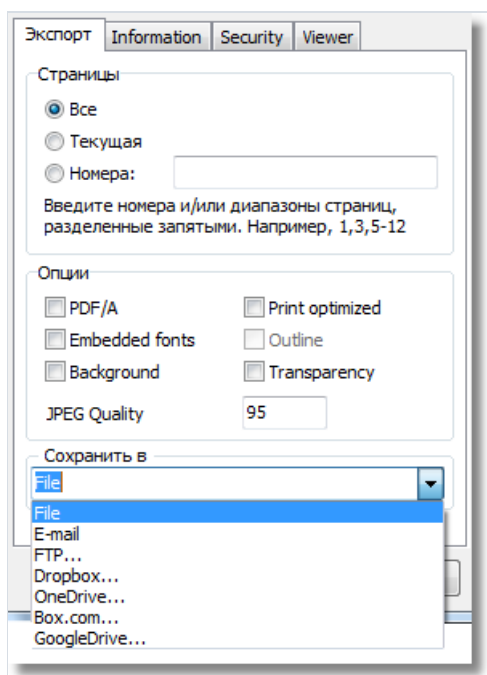 Экспорт Information Security Viewer
Страницы
Все
Текущая
Номера:
Введите номера и/или диапазоны страниц,
разделенные запятыми. Например, 1,3,5-12
Опции
PDF/A Print optimized
Embedded fonts Outline
Background Transparency
JPEG Quality 95
Сохранить в
File
File
E-mail
FTP...
Dropbox...
OneDrive...
Box.com...
GoogleDrive...